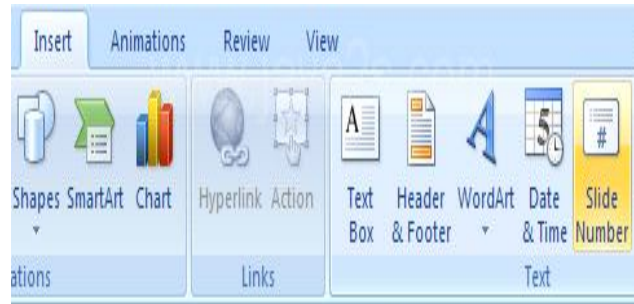 Insert Animations Review View
Shapes SmartArt Chart Hyperlink Action Text Box Header & Footer WordArt Date & Time Slide Number
ations Links Text